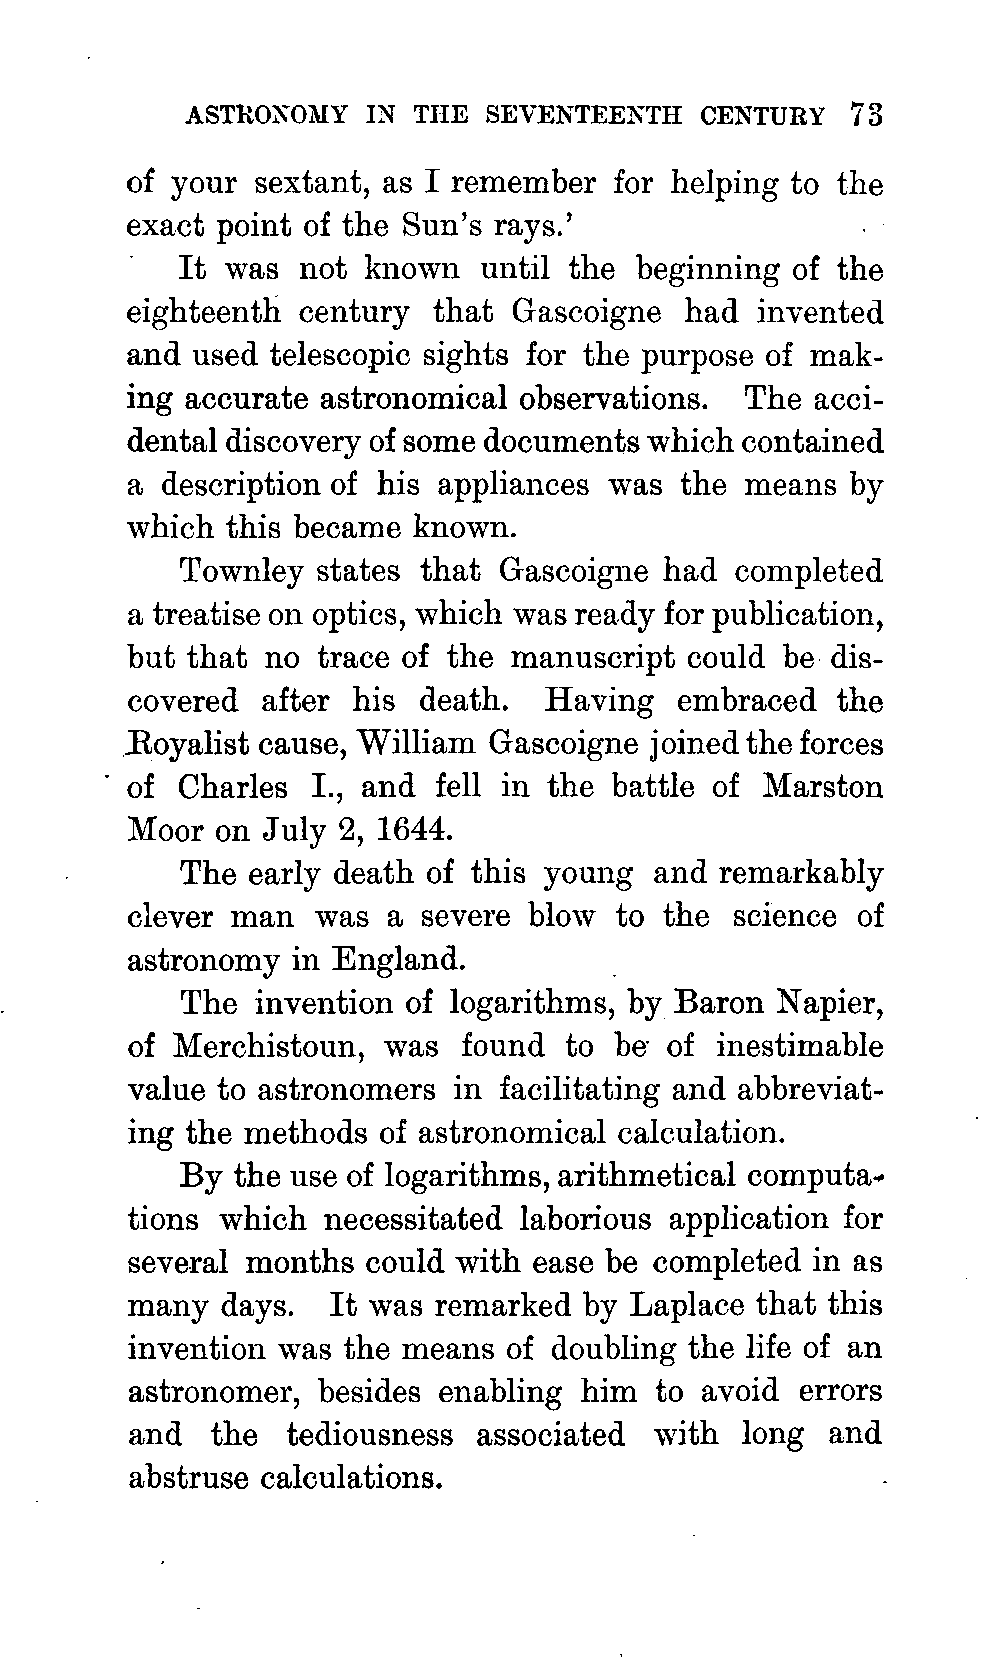 ASTRONOMY IN THE SEVENTEENTH CENTURY 73
of your sextant, as I remember for helping to the
exact point of the Sun's rays.'
It was not known until the beginning of the
eighteenth century that Gascoigne had invented
and used telescopic sights for the purpose of mak-
ing accurate astronomical observations. The acci-
dental discovery of some documents which contained
a description of his appliances was the means by
which this became known.
Townley states that Gascoigne had completed
a treatise on optics, which was ready for publication,
but that no trace of the manuscript could be dis-
covered after his death. Having embraced the
Royalist cause, William Gascoigne joined the forces
of Charles I., and fell in the battle of Marston
Moor on July 2, 1644.
The early death of this young and remarkably
clever man was a severe blow to the science of
astronomy in England.
The invention of logarithms, by Baron Napier,
of Merchistoun, was found to be of inestimable
value to astronomers in facilitating and abbreviat-
ing the methods of astronomical calculation.
By the use of logarithms, arithmetical computa-
tions which necessitated laborious application for
several months could with ease be completed in as
many days. It was remarked by Laplace that this
invention was the means of doubling the life of an
astronomer, besides enabling him to avoid errors
and the tediousness associated with long and
abstruse calculations.